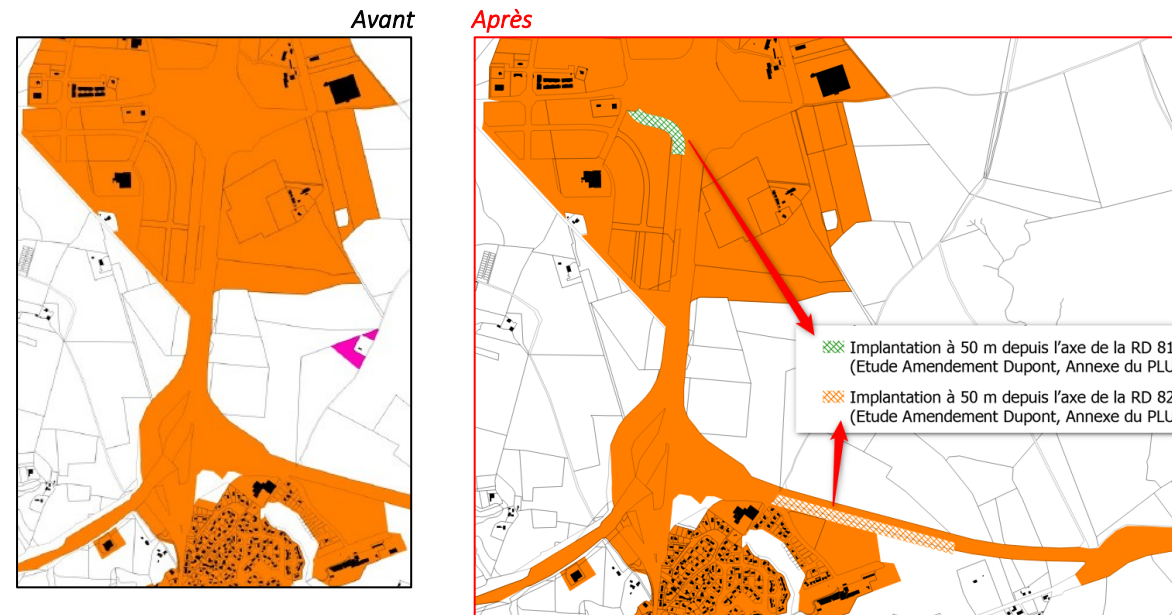 Avant
Après
Implantation à 50 m depuis l'axe de la RD 81
(Etude Amendement Dupont, Annexe du PLU
Implantation à 50 m depuis l'axe de la RD 82
(Etude Amendement Dupont, Annexe du PLU